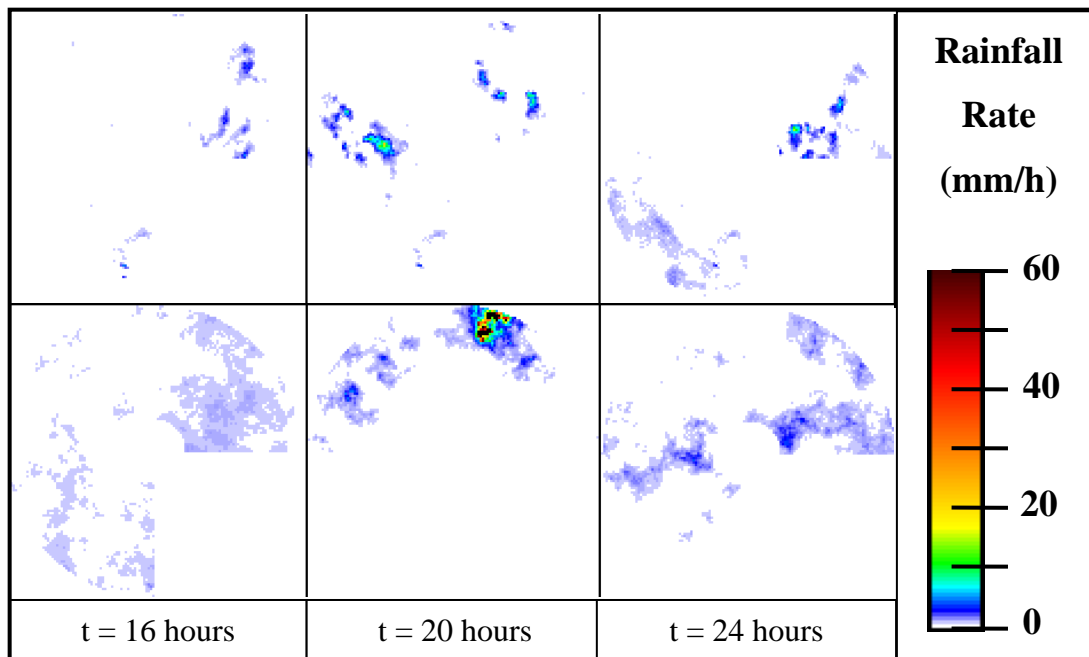 Rainfall
Rate
(mm/h)
60
40
20
0
t = 16 hours
t = 20 hours
t = 24 hours